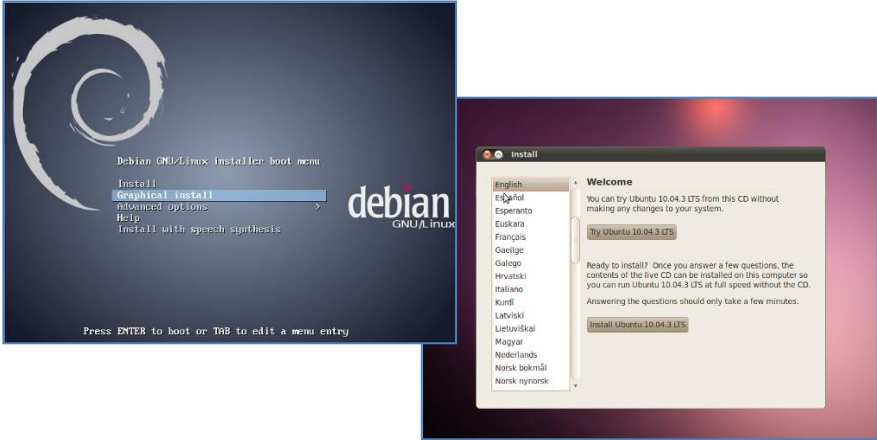 Debian GNU/Linux installer boot menu
Install
Graphical install
Advanced options >
Help
Install with speech synthesis
debian
GNU/Linux
Press ENTER to boot or TAB to edit a menu entry
Install
English
Español
Esperanto
Euskara
Français
Gaeilge
Galego
Hrvatski
Italiano
Kurdî
Latviski
Lietuviškai
Magyar
Nederlands
Norsk bokmål
Norsk nynorsk
Welcome
You can try Ubuntu 10.04.3 LTS from this CD without
making any changes to your system.
Try Ubuntu 10.04.3 LTS
Ready to install? Once you answer a few questions, the
contents of the live CD can be installed on this computer so
you can run Ubuntu 10.04.3 LTS at full speed without the CD.
Answering the questions should only take a few minutes.
Install Ubuntu 10.04.3 LTS